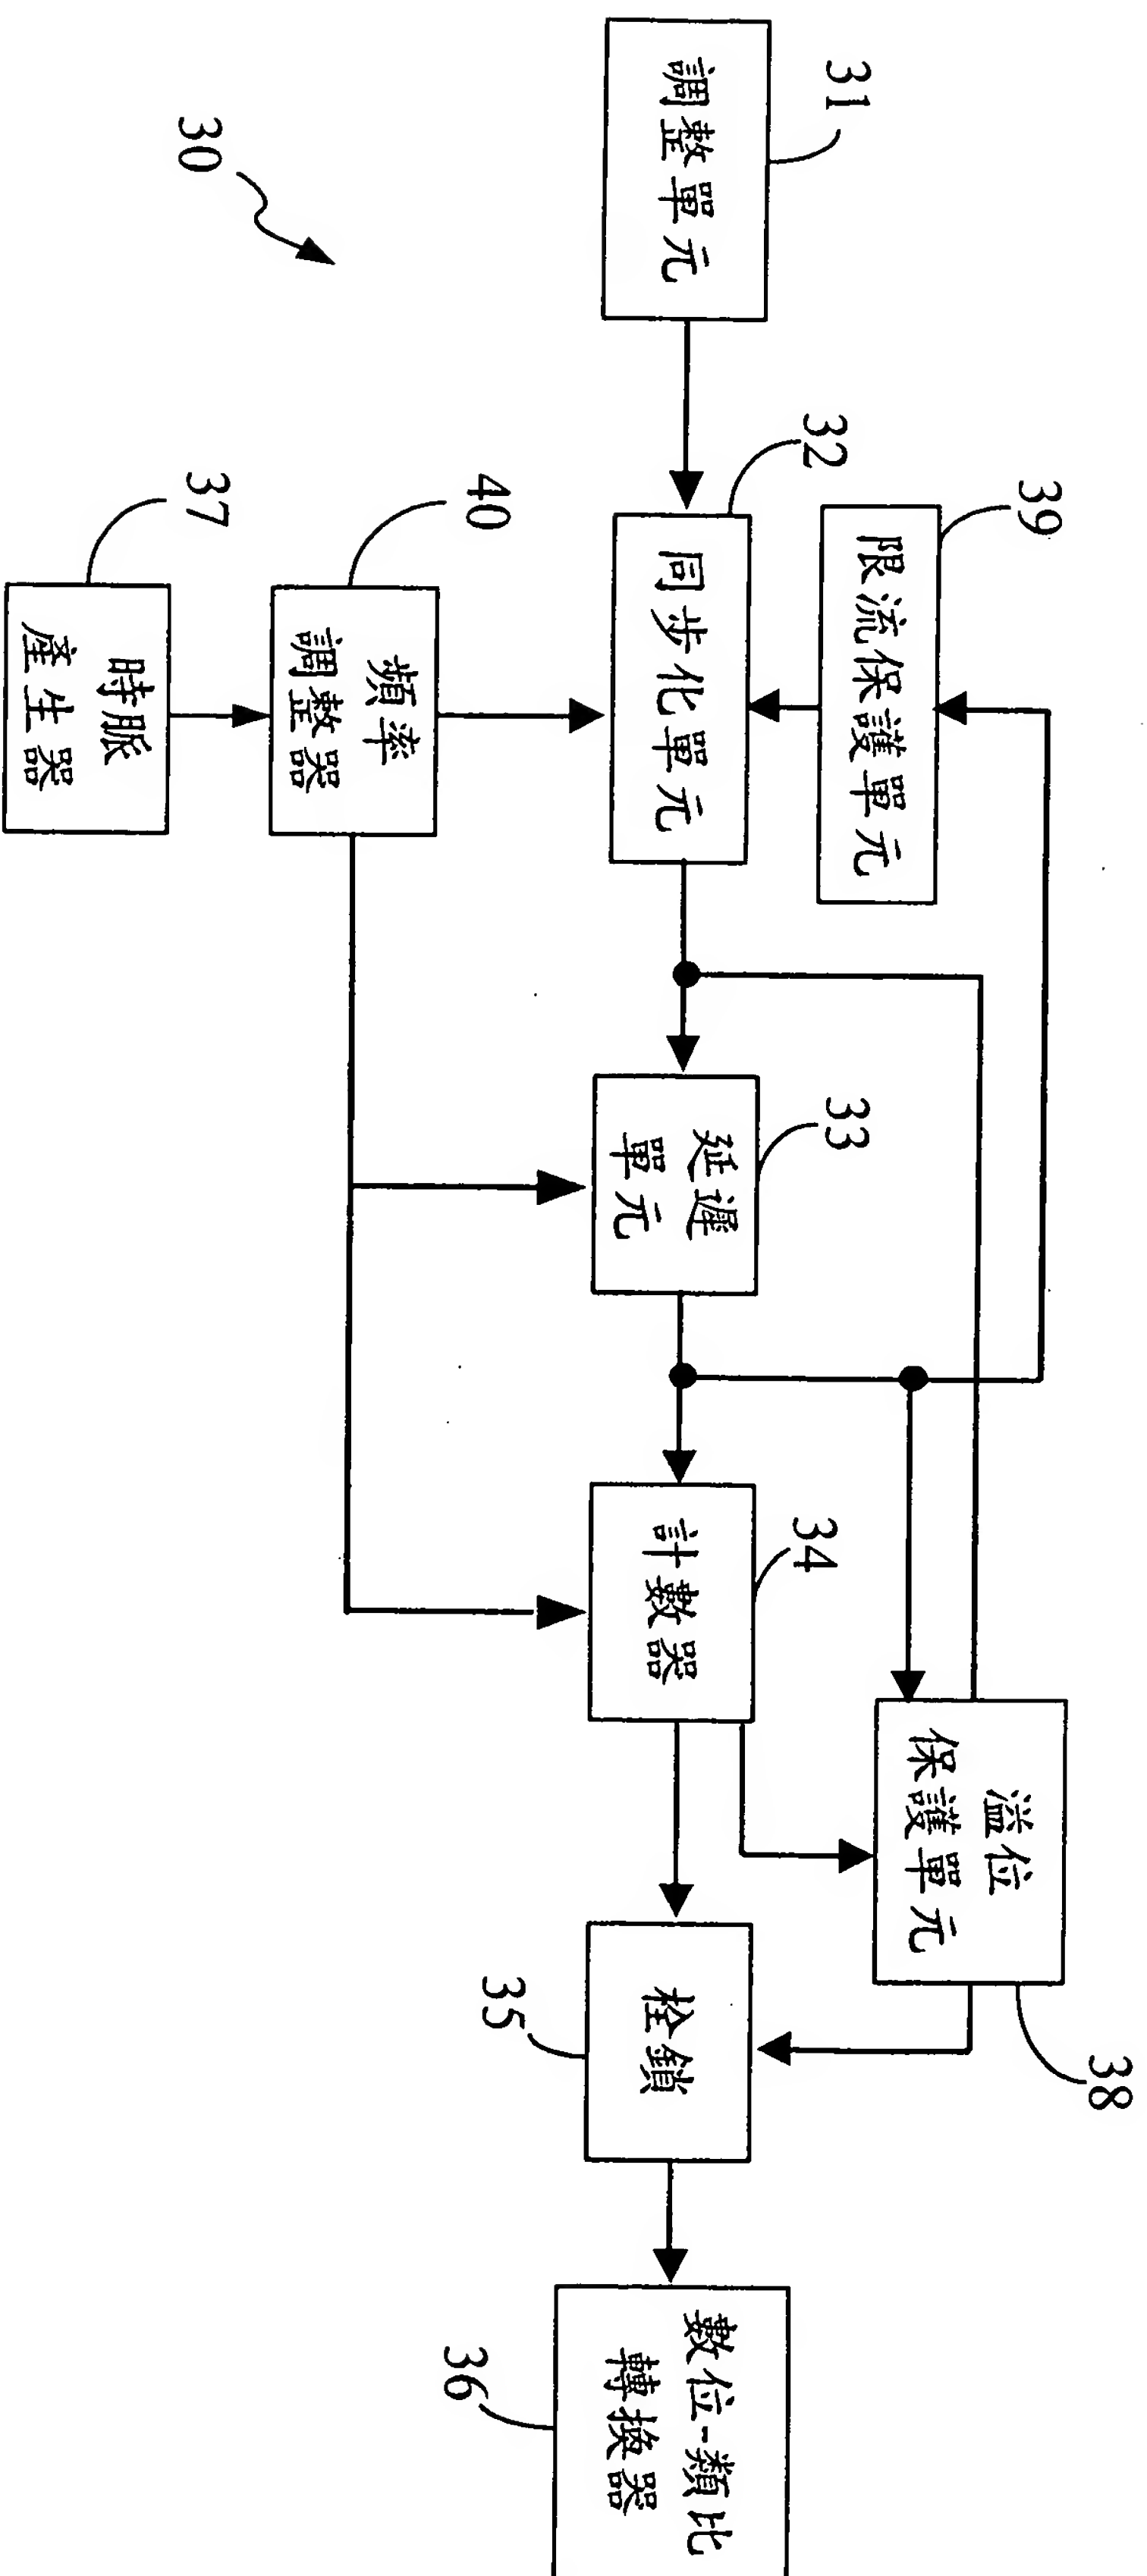 39
限流保護單元
38
溢位
保護單元
31
調整單元
32
同步化單元
33
延遲
單元
34
計數器
35
栓鎖
36
數位-類比
轉換器
40
頻率
調整器
37
時脈
產生器
30